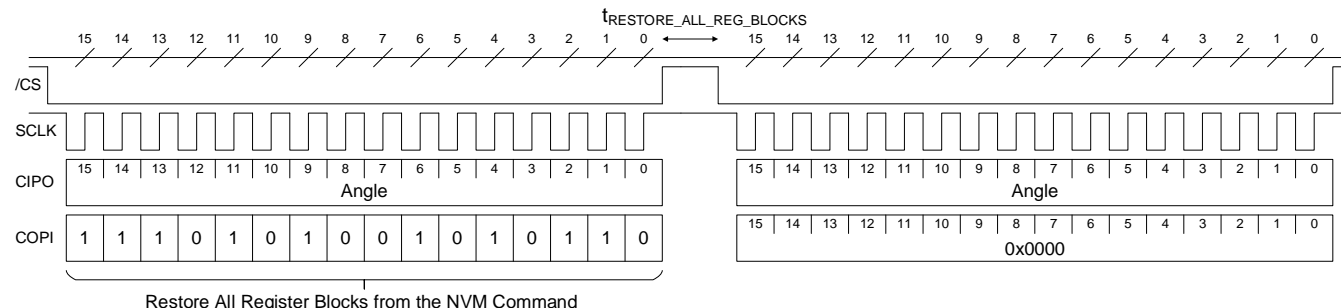 tRESTORE_ALL_REG_BLOCKS
15 14 13 12 11 10 9 8 7 6 5 4 3 2 1 0 15 14 13 12 11 10 9 8 7 6 5 4 3 2 1 0
/CS
SCLK
CIPO 15 14 13 12 11 10 9 8 7 6 5 4 3 2 1 0 15 14 13 12 11 10 9 8 7 6 5 4 3 2 1 0
Angle Angle
COPI 1 1 1 0 1 0 1 0 0 1 0 1 0 1 1 0 15 14 13 12 11 10 9 8 7 6 5 4 3 2 1 0
0x0000
Restore All Register Blocks from the NVM Command